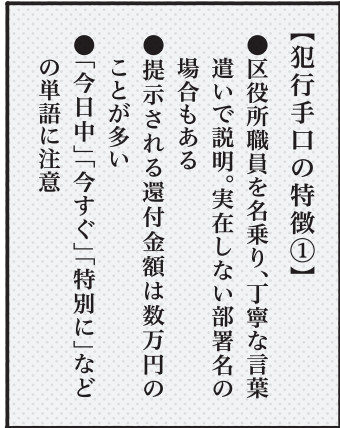 【犯行手口の特徴①】
●区役所職員を名乗り、丁寧な言葉
遣いで説明。実在しない部署名の
場合もある
●提示される還付金額は数万円の
ことが多い
●「今日中」「今すぐ」「特別に」など
の単語に注意